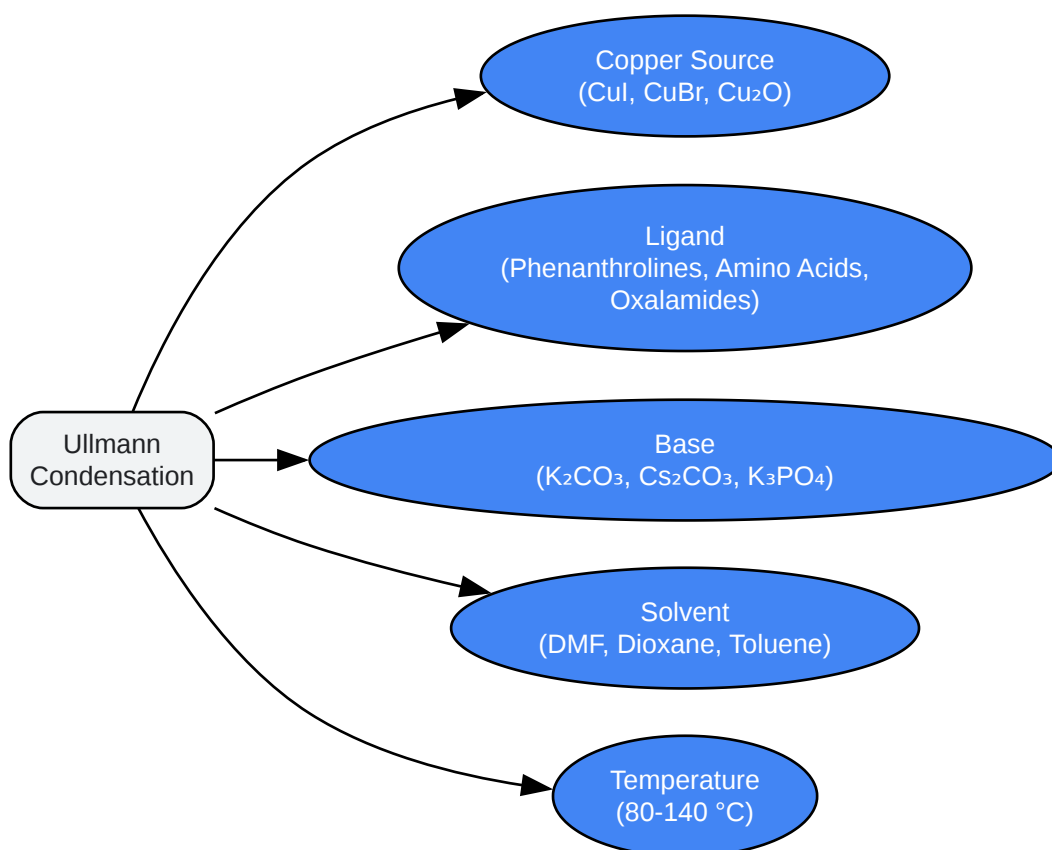 Copper Source
(CuI, CuBr, Cu₂O)
Ligand
(Phenanthrolines, Amino Acids,
Oxalamides)
Ullmann
Condensation
Base
(K₂CO₃, Cs₂CO₃, K₃PO₄)
Solvent
(DMF, Dioxane, Toluene)
Temperature
(80-140 °C)